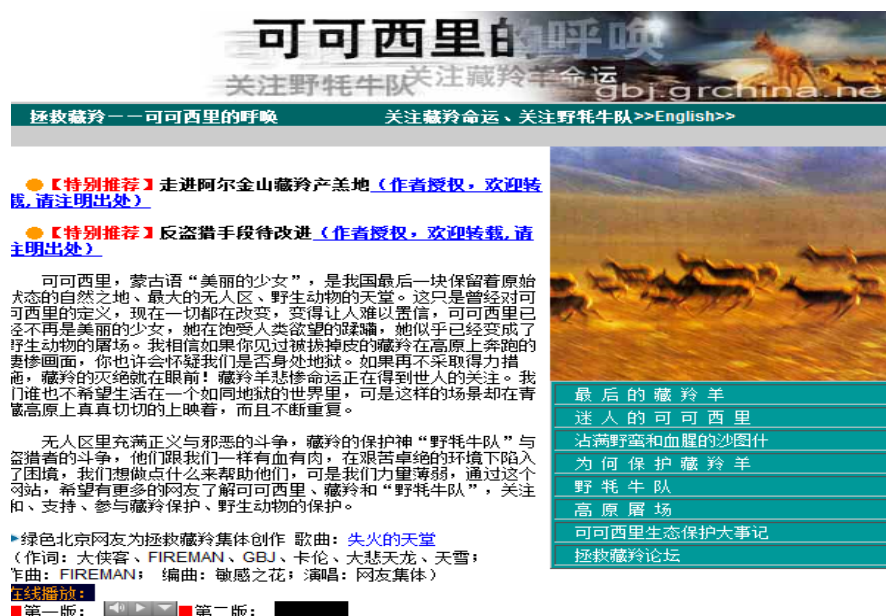 可可西里的呼唤
关注野牦牛队关注藏羚羊命运
gbj.grchina.ne
拯救藏羚－－可可西里的呼唤
关注藏羚命运、关注野牦牛队>>English>>
【特别推荐】走进阿尔金山藏羚产羔地（作者授权，欢迎转
载,请注明出处）
【特别推荐】反盗猎手段待改进（作者授权，欢迎转载,请
注明出处）
可可西里，蒙古语“美丽的少女”，是我国最后一块保留着原始
状态的自然之地、最大的无人区、野生动物的天堂。这只是曾经对可
可西里的定义，现在一切都在改变，变得让人难以置信，可可西里已
经不再是美丽的少女，她在饱受人类欲望的蹂躏，她似乎已经变成了
野生动物的屠场。我相信如果你见过被拔掉皮的藏羚在高原上奔跑的
凄惨画面，你也许会怀疑我们是否身处地狱。如果再不采取得力措
施，藏羚的灭绝就在眼前！藏羚羊悲惨命运正在得到世人的关注。我
们谁也不希望生活在一个如同地狱的世界里，可是这样的场景却在青
藏高原上真真切切的上映着，而且不断重复。
无人区里充满正义与邪恶的斗争，藏羚的保护神“野牦牛队”与
盗猎者的斗争，他们跟我们一样有血有肉，在艰苦卓绝的环境下陷入
了困境，我们想做点什么来帮助他们，可是我们力量薄弱，通过这个
网站，希望有更多的网友了解可可西里、藏羚和“野牦牛队”，关注
和、支持、参与藏羚保护、野生动物的保护。
绿色北京网友为拯救藏羚集体创作 歌曲：失火的天堂
（作词：大侠客、FIREMAN、GBJ、卡伦、大悲天龙、天雪；
作曲：FIREMAN； 编曲：敏感之花；演唱：网友集体）
在线播放：
第一版： 第二版：
最后的藏羚羊
迷人的可可西里
沾满野蛮和血腥的沙图什
为何保护藏羚羊
野牦牛队
高原屠场
可可西里生态保护大事记
拯救藏羚论坛